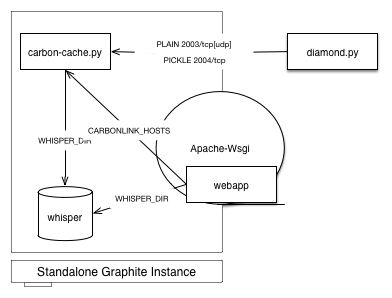 carbon-cache.py
PLAIN 2003/tcp[udp]
PICKLE 2004/tcp
diamond.py
CARBONLINK_HOSTS
WHISPER_Dir
Apache-Wsgi
webapp
WHISPER_DIR
whisper
Standalone Graphite Instance